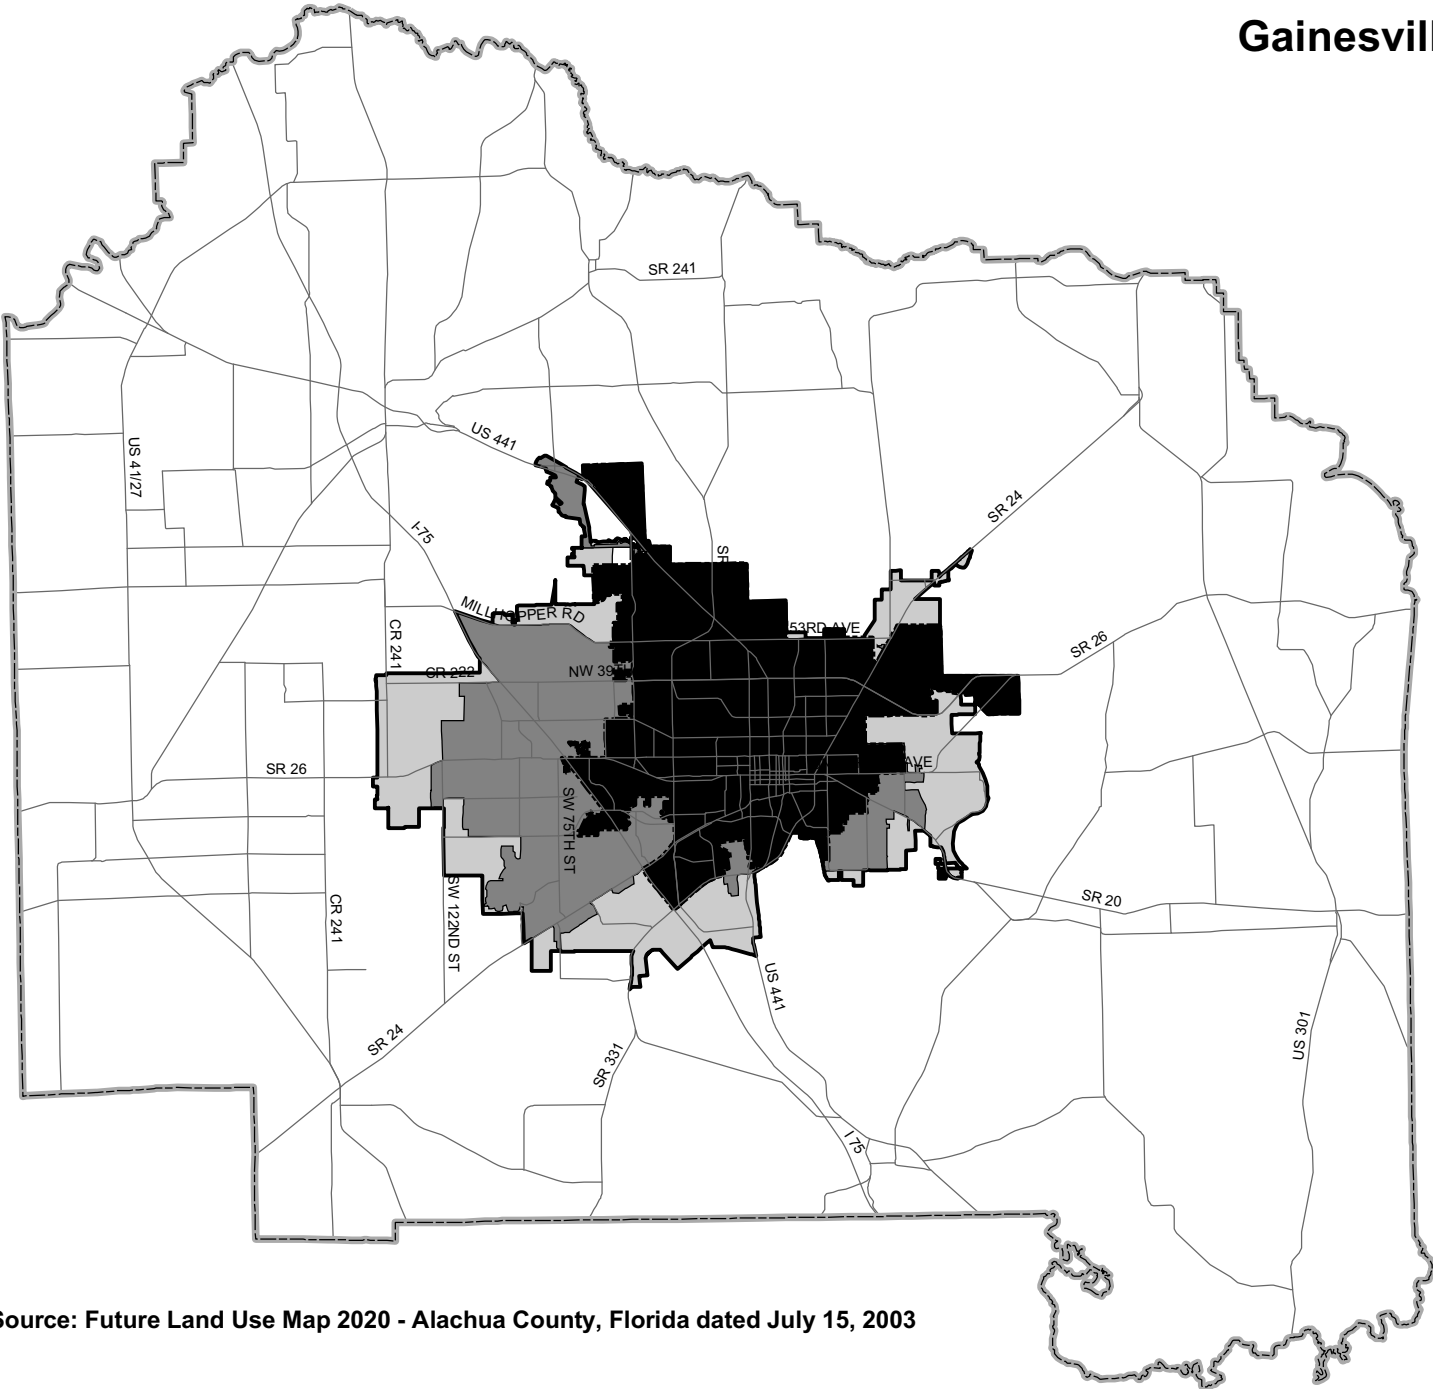 Gainesvill
SR 241
US 441
US 41/27
SR 24
I-75
SR
MILLHOPPER RD
53RD AVE
CR 241
SR 26
CR 222
NW 39
SR 26
AVE
SW 75TH ST
SW 122ND ST
CR 241
SR 20
US 441
SR 24
SR 331
US 301
I 75
Source: Future Land Use Map 2020 - Alachua County, Florida dated July 15, 2003